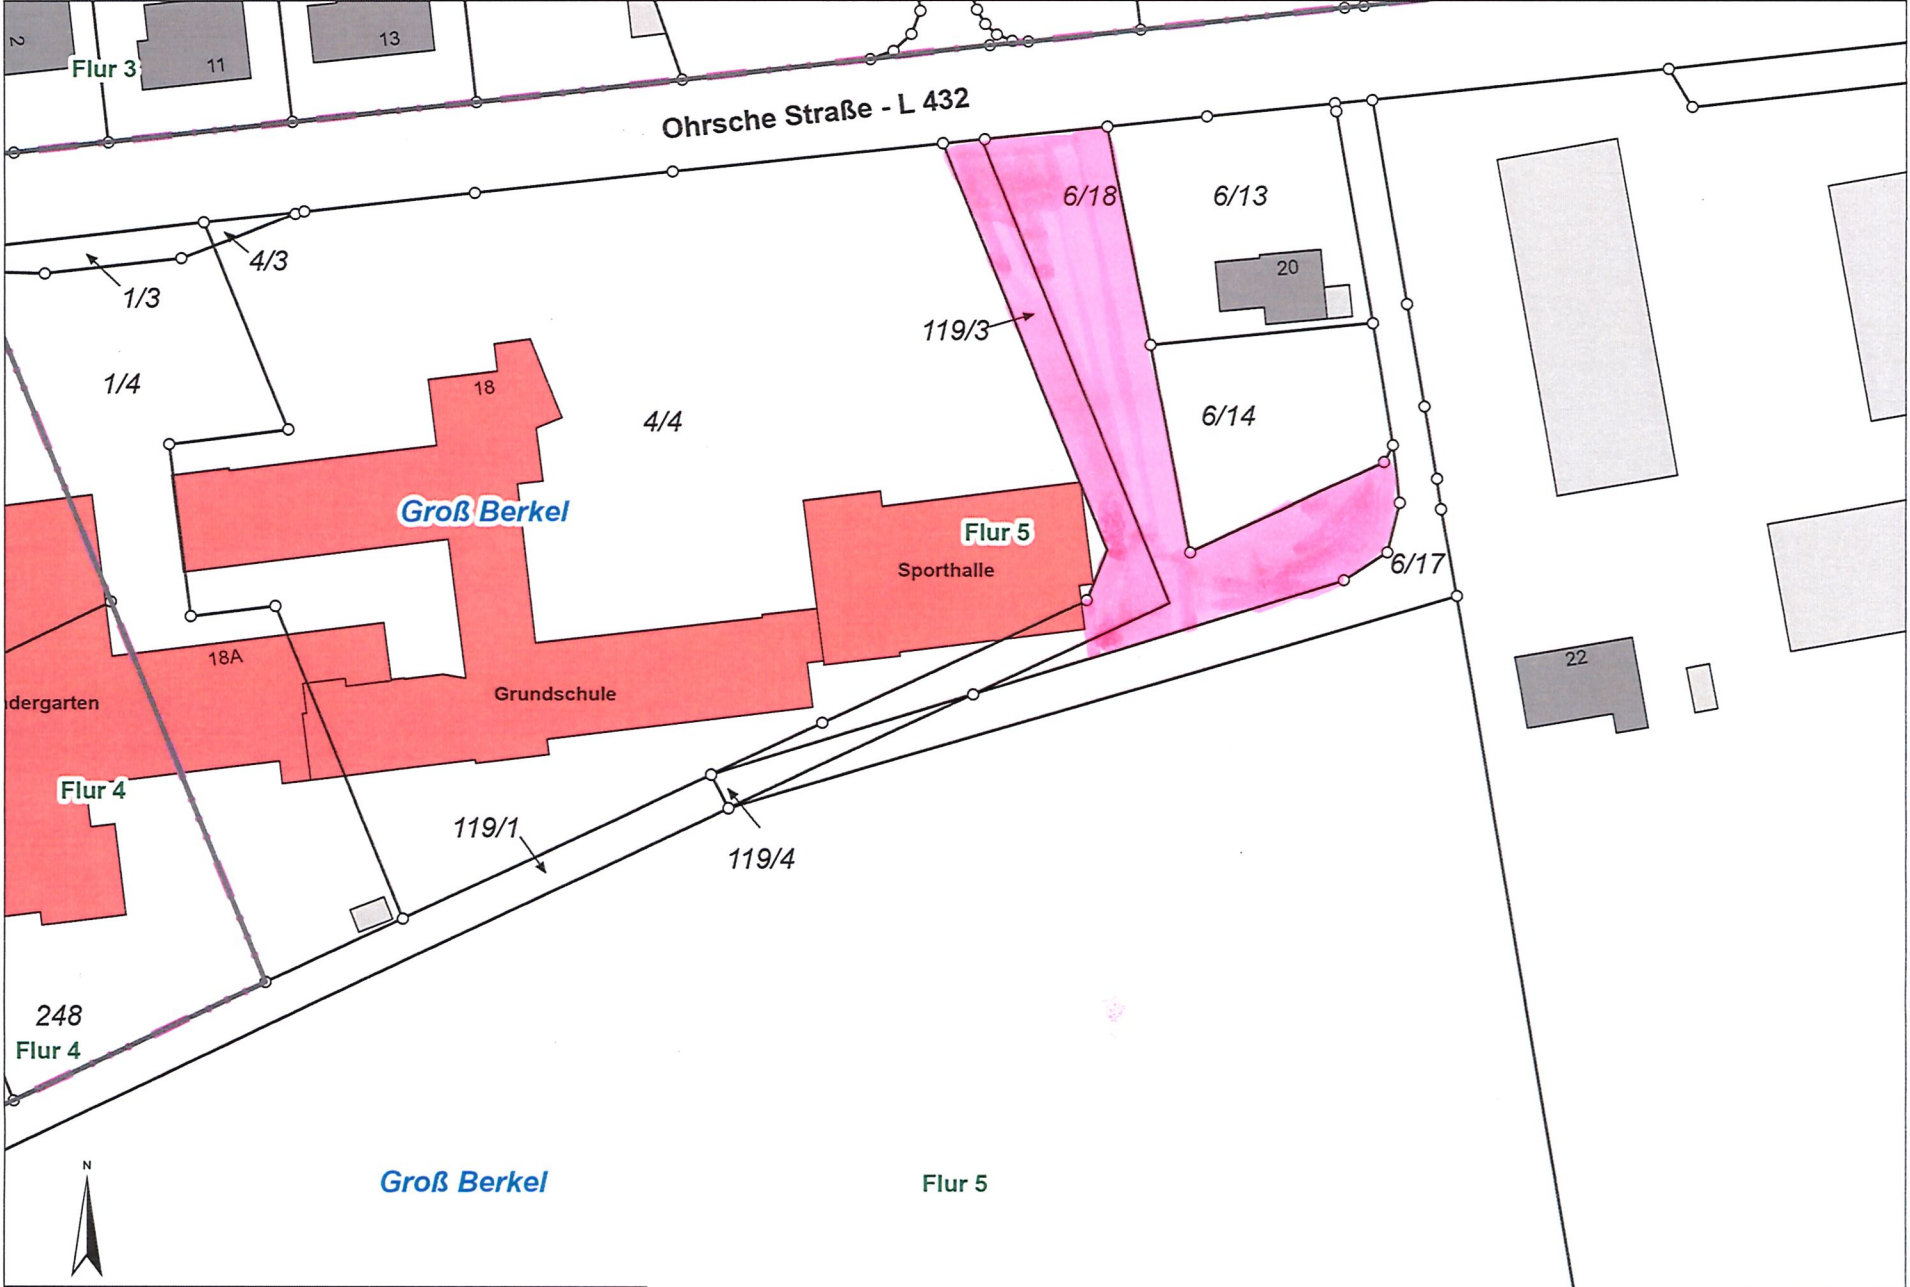 2
Flur 3
11
13
Ohrsche Straße - L 432
6/18
6/13
4/3
1/3
20
119/3
1/4
18
4/4
6/14
Groß Berkel
Flur 5
Sporthalle
6/17
18A
22
dergarten
Grundschule
Flur 4
119/1
119/4
248
Flur 4
N
Groß Berkel
Flur 5